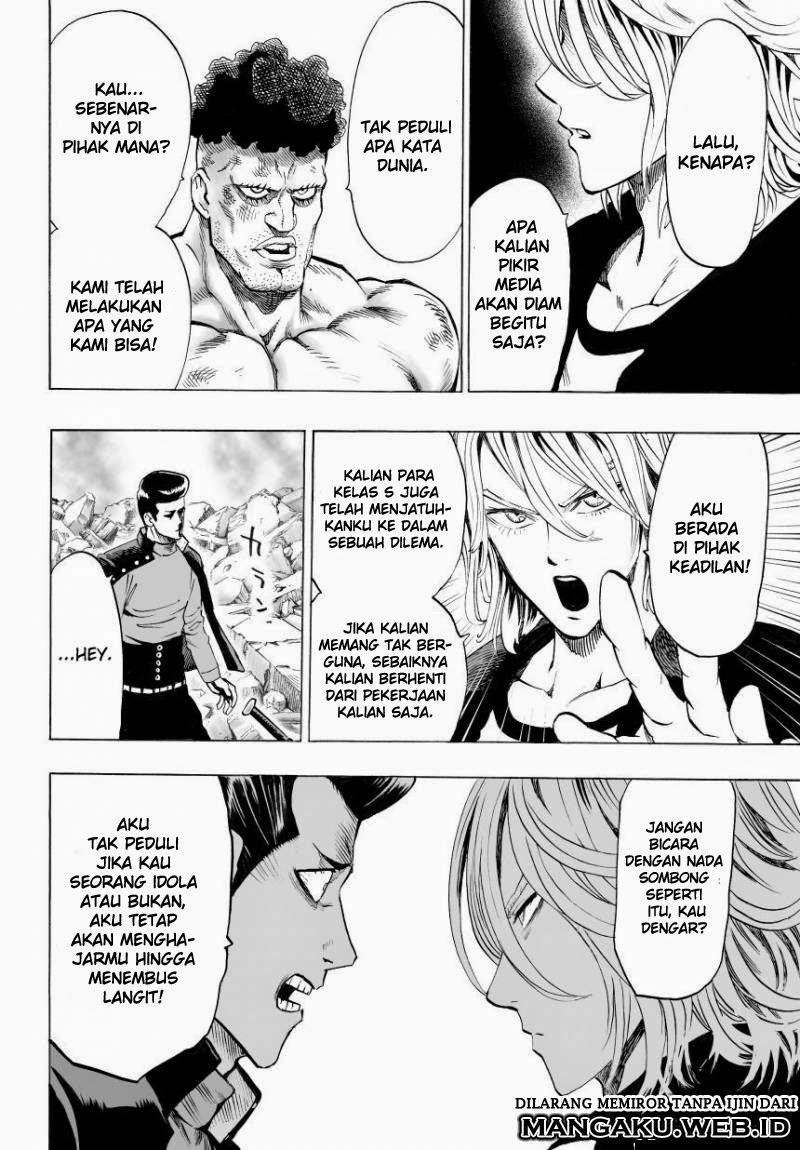 LALU,
KENAPA?
APA
KALIAN
PIKIR
MEDIA
AKAN DIAM
BEGITU
SAJA?
TAK PEDULI
APA KATA
DUNIA.
KAU...
SEBENAR-
NYA DI
PIHAK MANA?
KAMI TELAH
MELAKUKAN
APA YANG
KAMI BISA!
AKU
BERADA
DI PIHAK
KEADILAN!
KALIAN PARA
KELAS S JUGA
TELAH MENJATUH-
KANKU KE DALAM
SEBUAH DILEMA.
JIKA KALIAN
MEMANG TAK BER-
GUNA, SEBAIKNYA
KALIAN BERHENTI
DARI PEKERJAAN
KALIAN SAJA.
カラン
...HEY.
JANGAN
BICARA
DENGAN NADA
SOMBONG
SEPERTI
ITU, KAU
DENGAR?
AKU
TAK PEDULI
JIKA KAU
SEORANG IDOLA
ATAU BUKAN,
AKU TETAP
AKAN MENGHA-
JARMU HINGGA
MENEMBUS
LANGIT!
DILARANG MEMIROR TANPA IJIN DARI
MANGAKU.WEB.ID